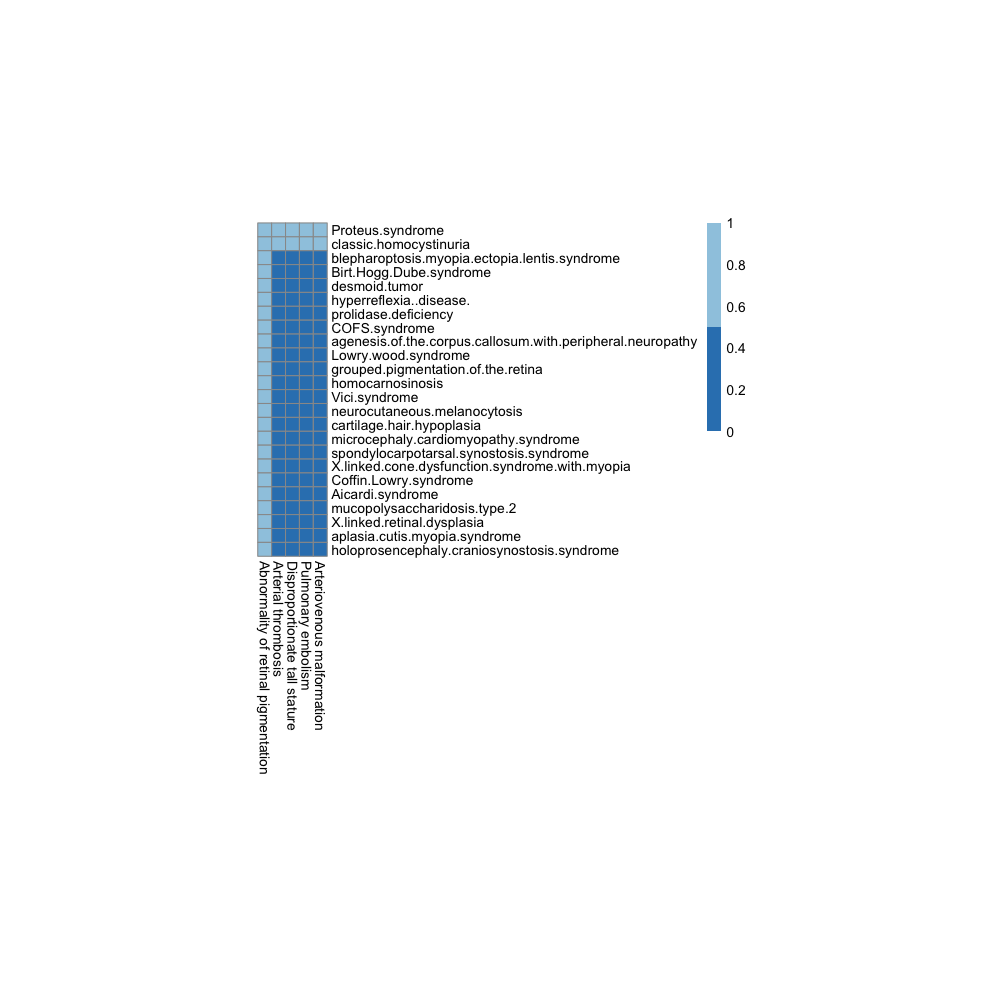 Proteus.syndrome
classic.homocystinuria
blepharoptosis.myopia.ectopia.lentis.syndrome
Birt.Hogg.Dube.syndrome
desmoid.tumor
hyperreflexia..disease.
prolidase.deficiency
COFS.syndrome
agenesis.of.the.corpus.callosum.with.peripheral.neuropathy
Lowry.wood.syndrome
grouped.pigmentation.of.the.retina
homocarnosinosis
Vici.syndrome
neurocutaneous.melanocytosis
cartilage.hair.hypoplasia
microcephaly.cardiomyopathy.syndrome
spondylocarpotarsal.synostosis.syndrome
X.linked.cone.dysfunction.syndrome.with.myopia
Coffin.Lowry.syndrome
Aicardi.syndrome
mucopolysaccharidosis.type.2
X.linked.retinal.dysplasia
aplasia.cutis.myopia.syndrome
holoprosencephaly.craniosynostosis.syndrome
Abnormality of retinal pigmentation
Arterial thrombosis
Disproportionate tall stature
Pulmonary embolism
Arteriovenous malformation
1
0.8
0.6
0.4
0.2
0